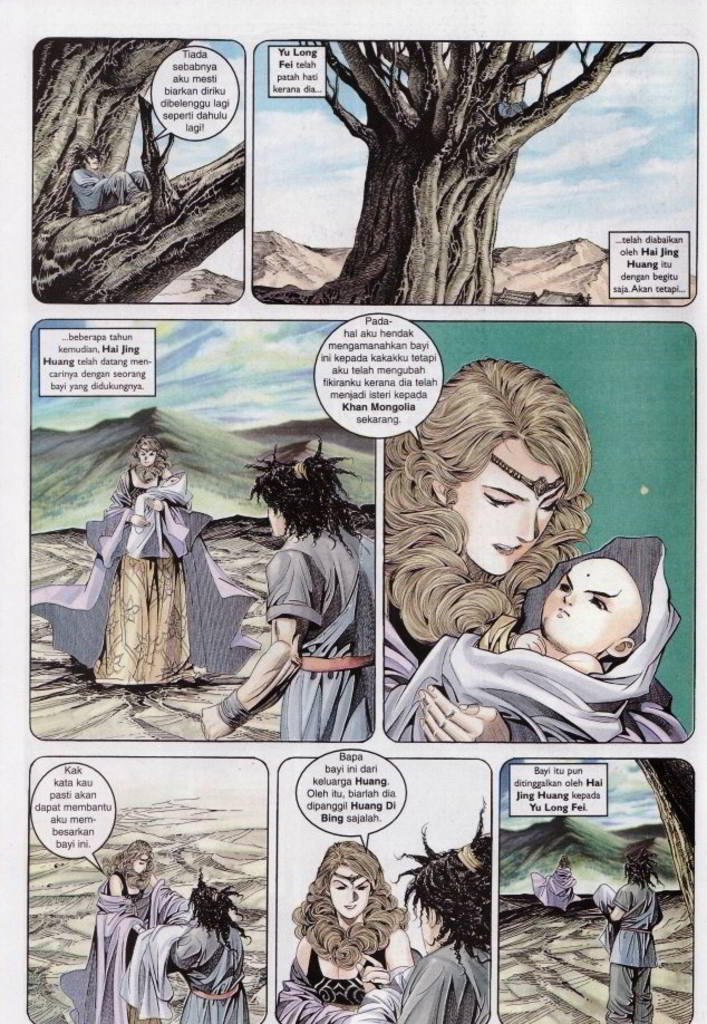 Tiada
sebabnya
aku mesti
dibelenggu
diriku lagi
seperti dahulu
lagi!
Yu Long
Fei telah
patah hati
kerana dia...
...telah diabaikan
oleh Hai Jing
Huang itu
dengan begitu
saja. Akan tetapi...
...beberapa tahun
kemudian, Hai Jing
Huang telah datang men-
carinya dengan seorang
bayi yang didukungnya.
Pada-
hal aku hendak
mengamanahkan bayi
ini kepada kakakku tetapi
aku telah mengubah
fikiranku kerana dia telah
menjadi isteri kepada
Khan Mongolia
sekarang.
Kak
kata kau
pasti akan
dapat membantu
aku mem-
besarkan
bayi ini.
Bapa
bayi ini dari
keluarga Huang.
Oleh itu, biarlah dia
dipanggil Huang Di
Bing sajalah.
Bayi itu pun
ditinggalkan oleh Hai
Jing Huang kepada
Yu Long Fei.